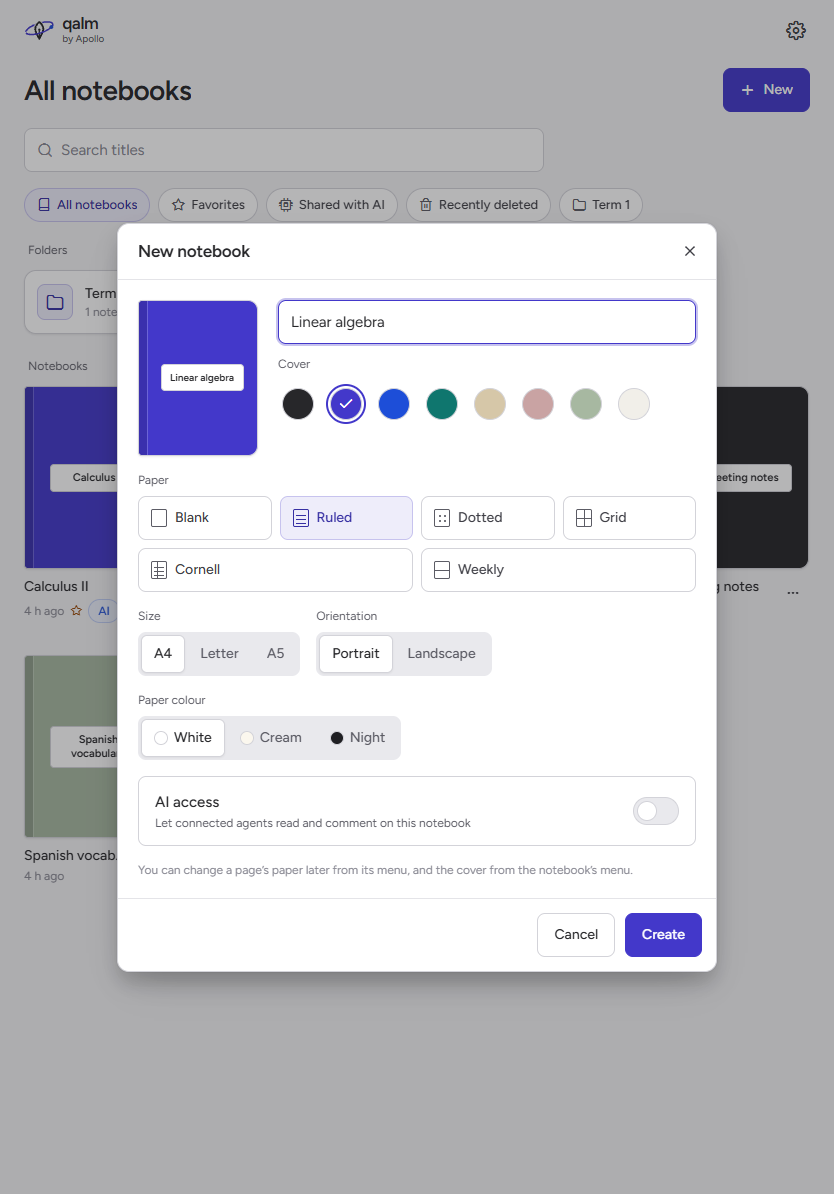 qalm
by Apollo
All notebooks
+ New
Search titles
All notebooks
Favorites
Shared with AI
Recently deleted
Term 1
Folders
Term
1 note
Notebooks
Calculus
Calculus II
4 h ago
AI
eeting notes
g notes
...
Spanish
vocabula
Spanish vocab.
4 h ago
New notebook
Linear algebra
Linear algebra
Cover
Paper
Blank
Ruled
Dotted
Grid
Cornell
Weekly
Size
Orientation
A4 Letter A5
Portrait Landscape
Paper colour
White Cream Night
AI access
Let connected agents read and comment on this notebook
You can change a page's paper later from its menu, and the cover from the notebook's menu.
Cancel
Create